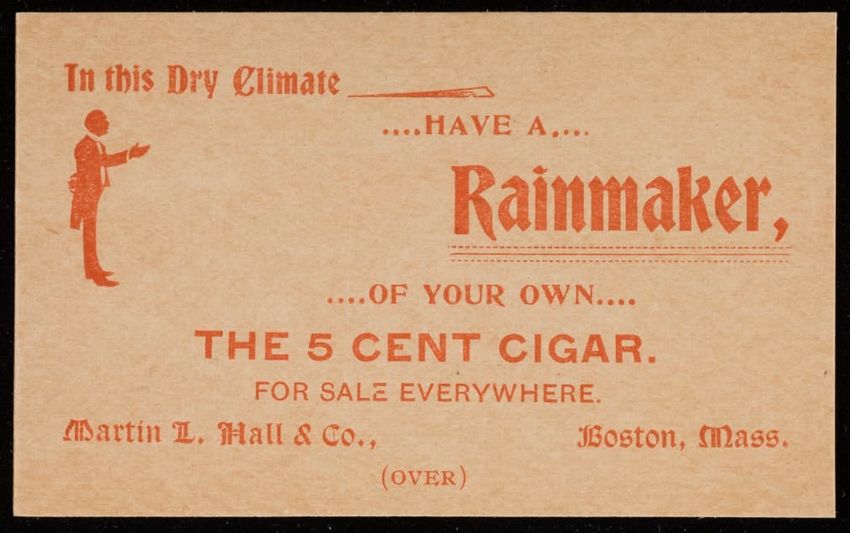 In this Dry Climate
....HAVE A....
Rainmaker,
....OF YOUR OWN....
THE 5 CENT CIGAR.
FOR SALE EVERYWHERE.
Martin L. Hall & Co., Boston, Mass.
(OVER)